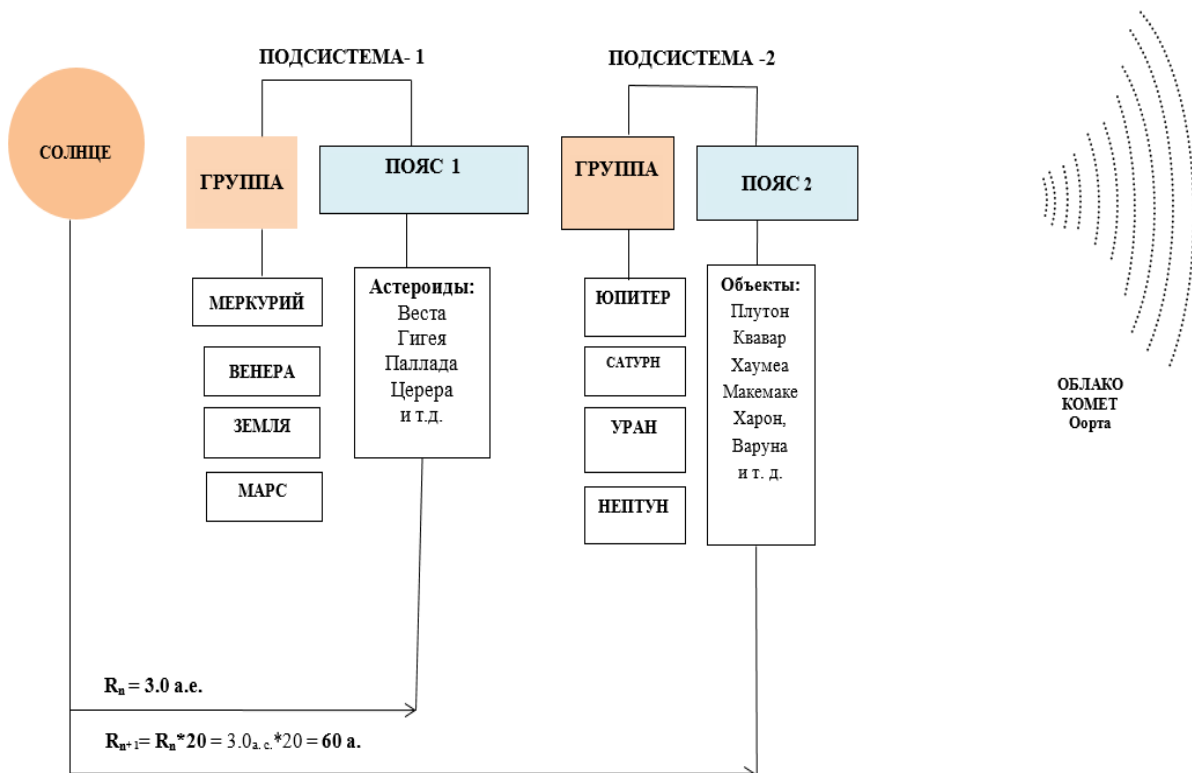 ПОДСИСТЕМА- 1
ПОДСИСТЕМА -2
СОЛНЦЕ
ГРУППА
ПОЯС 1
ГРУППА
ПОЯС 2
МЕРКУРИЙ
ВЕНЕРА
ЗЕМЛЯ
МАРС
Астероиды:
Веста
Гигея
Паллада
Церера
и т.д.
ЮПИТЕР
САТУРН
УРАН
НЕПТУН
Объекты:
Плутон
Квавар
Хаумеа
Макемаке
Харон,
Варуна
и т. д.
ОБЛАКО
КОМЕТ
Оорта
Rn = 3.0 а.е.
Rn+1= Rn*20 = 3.0а. с.*20 = 60 а.